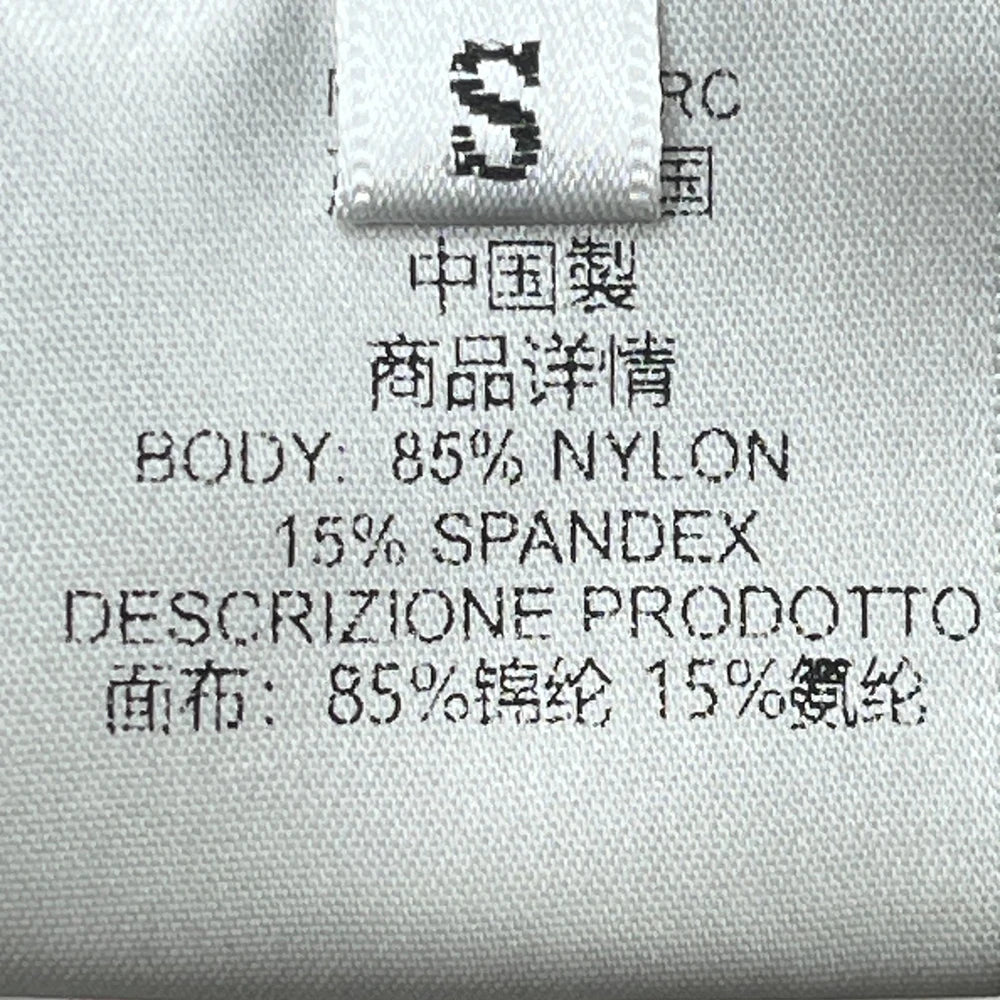 S
RC
国
中国製
商品详情
BODY: 85% NYLON
15% SPANDEX
DESCRIZIONE PRODOTTO
面布: 85%锦纶 15%氨纶